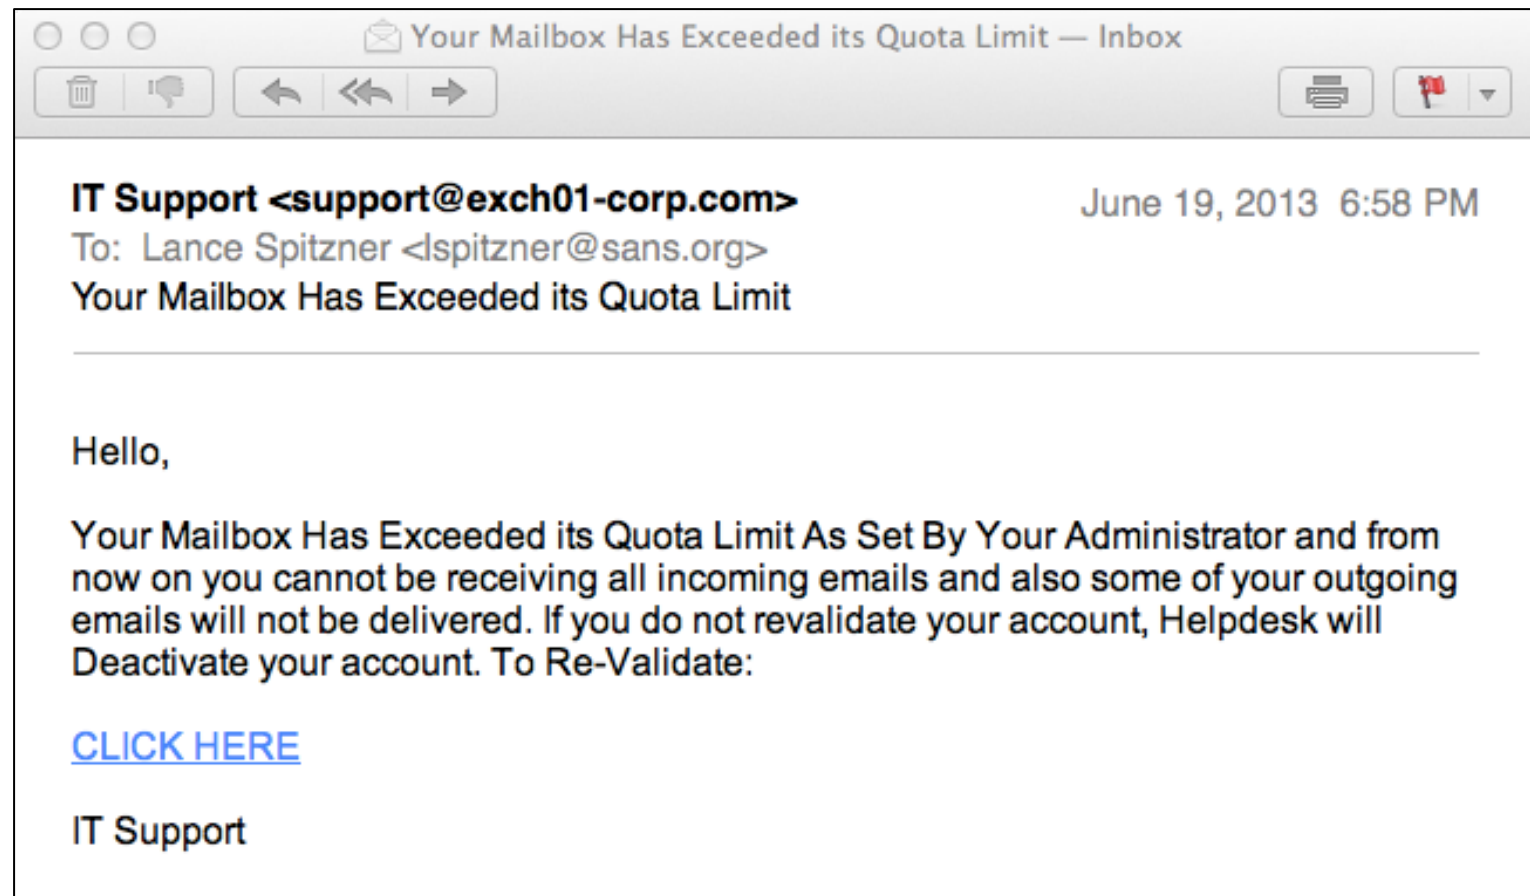 Your Mailbox Has Exceeded its Quota Limit — Inbox
IT Support <support@exch01-corp.com>
June 19, 2013 6:58 PM
To: Lance Spitzner <lspitzner@sans.org>
Your Mailbox Has Exceeded its Quota Limit
Hello,
Your Mailbox Has Exceeded its Quota Limit As Set By Your Administrator and from
now on you cannot be receiving all incoming emails and also some of your outgoing
emails will not be delivered. If you do not revalidate your account, Helpdesk will
Deactivate your account. To Re-Validate:
CLICK HERE
IT Support